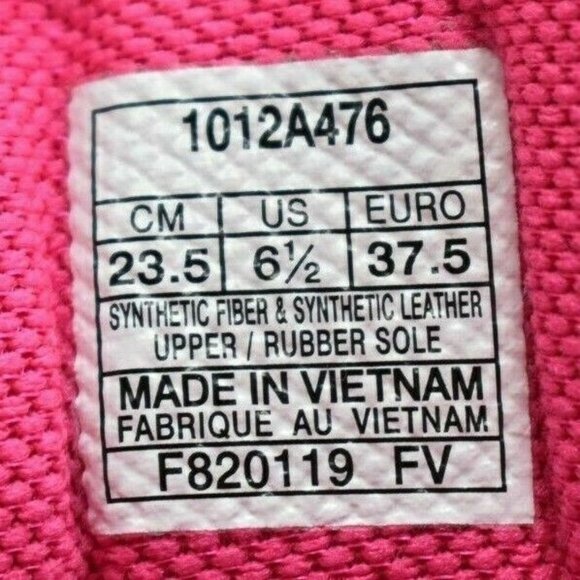 1012A476
CM US EURO
23.5 6½ 37.5
SYNTHETIC FIBER & SYNTHETIC LEATHER
UPPER / RUBBER SOLE
MADE IN VIETNAM
FABRIQUE AU VIETNAM
F820119 FV